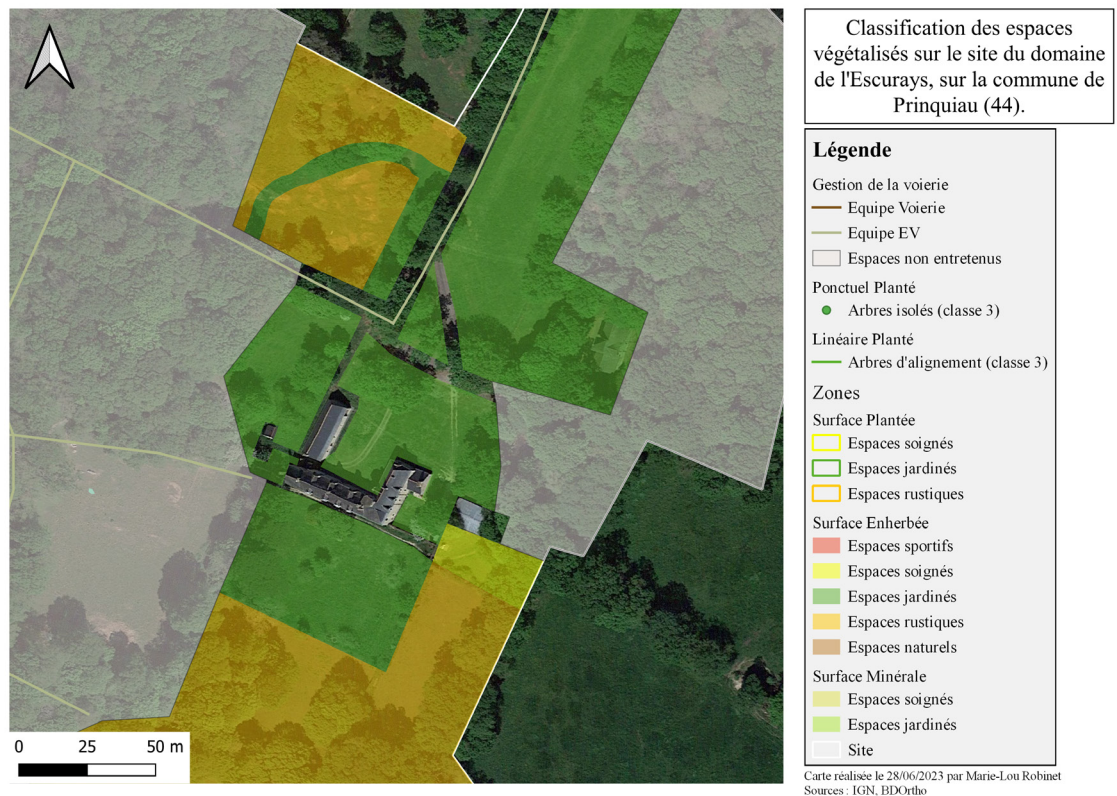 Classification des espaces
végétalisés sur le site du domaine
de l'Escurays, sur la commune de
Prinquiau (44).
Légende
Gestion de la voierie
Equipe Voierie
Equipe EV
Espaces non entretenus
Ponctuel Planté
Arbres isolés (classe 3)
Linéaire Planté
Arbres d'alignement (classe 3)
Zones
Surface Plantée
Espaces soignés
Espaces jardinés
Espaces rustiques
Surface Enherbée
Espaces sportifs
Espaces soignés
Espaces jardinés
Espaces rustiques
Espaces naturels
Surface Minérale
Espaces soignés
Espaces jardinés
Site
0 25 50 m
Carte réalisée le 28/06/2023 par Marie-Lou Robinet
Sources : IGN, BDOrtho